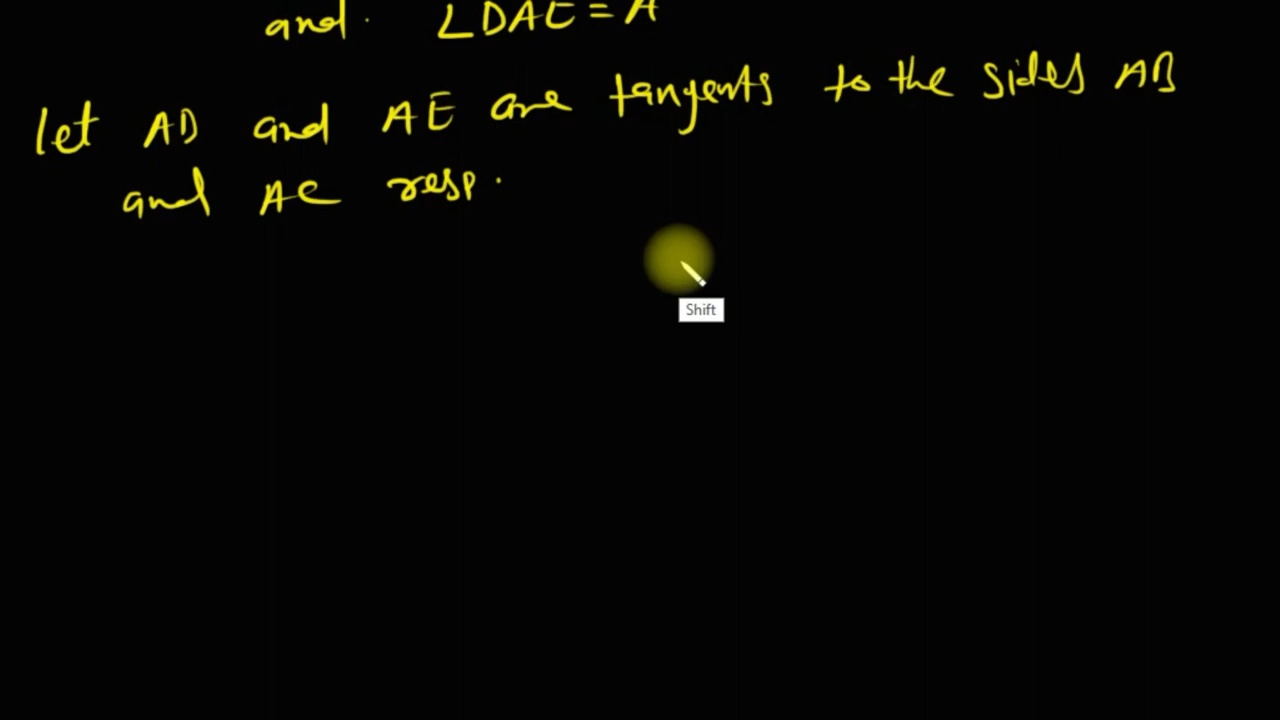 and. ∠DAE = A
let AD and AE are tangents to the sides AB
and AC resp.
Shift